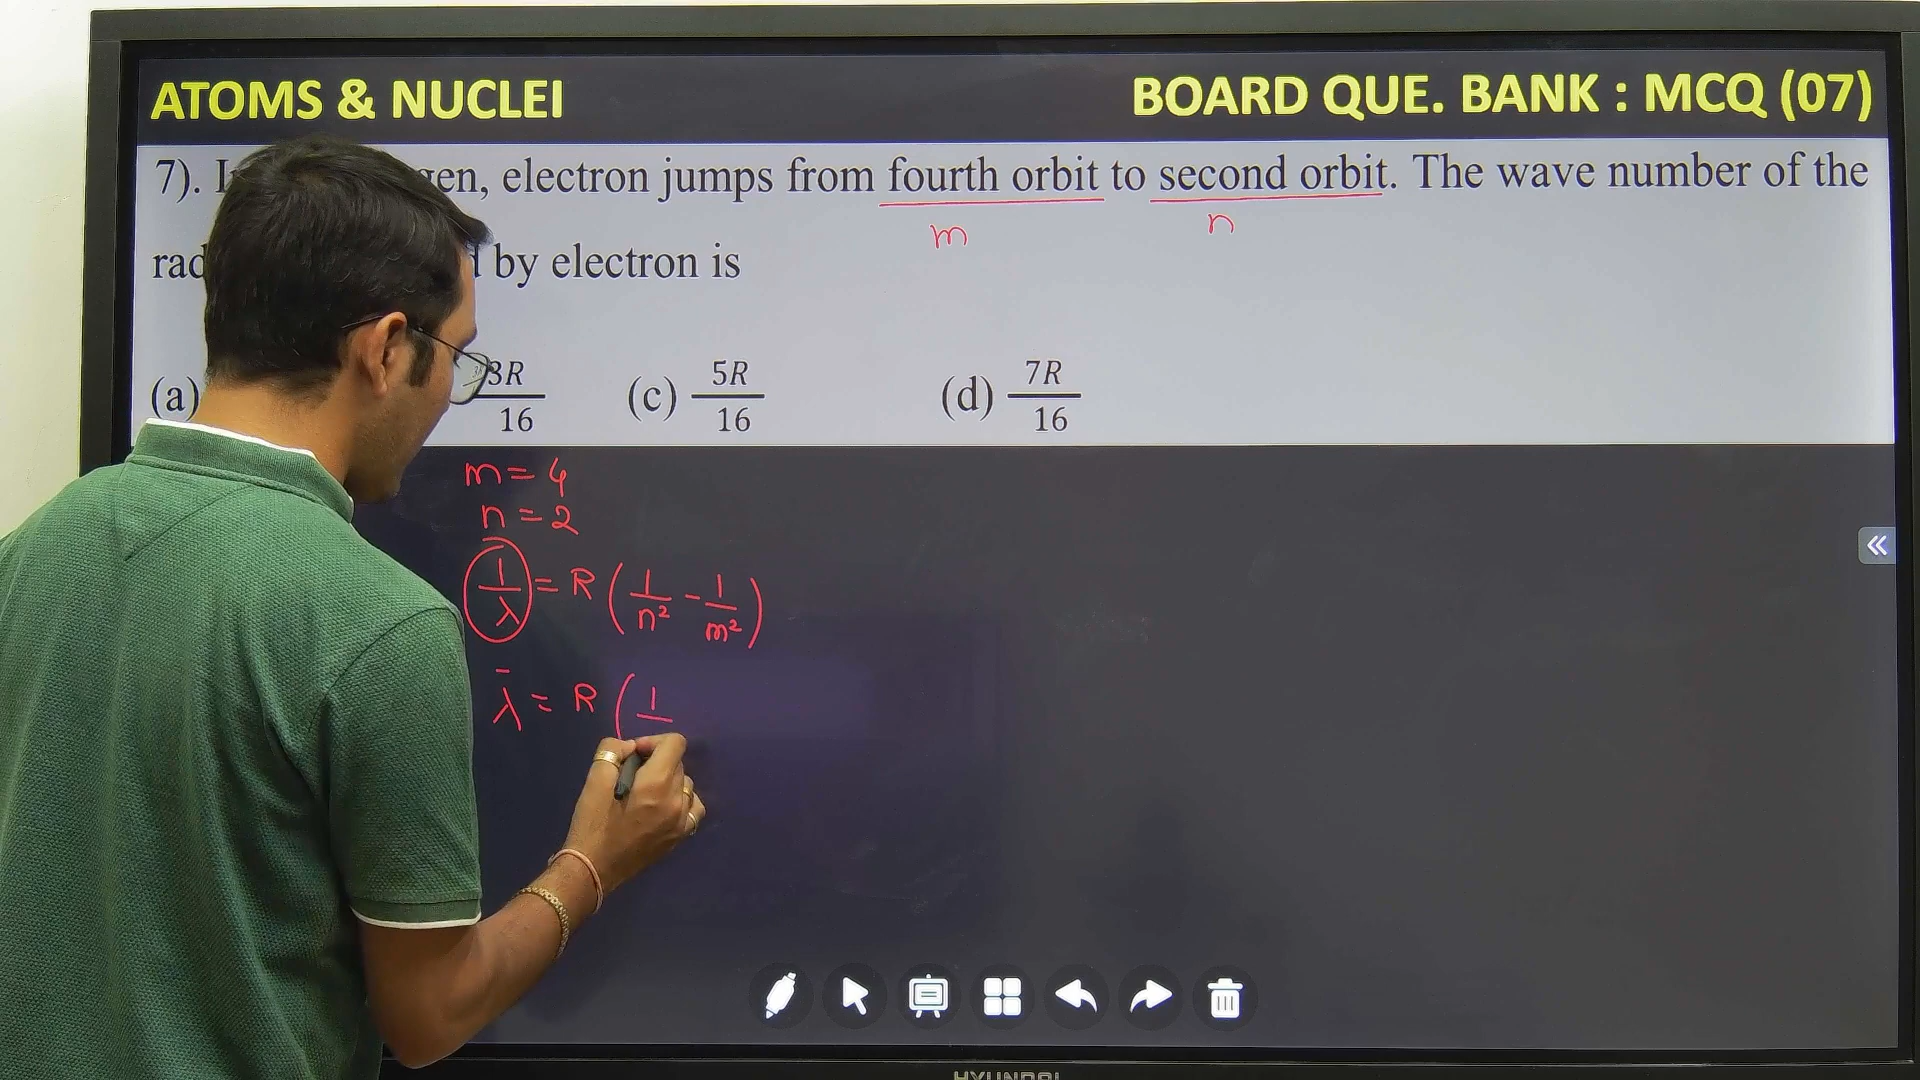 ATOMS & NUCLEI BOARD QUE. BANK : MCQ (07)
7). gen, electron jumps from fourth orbit to second orbit. The wave number of the
m n
rad by electron is
(a) 3R/16 (c) 5R/16 (d) 7R/16
m = 4
n = 2
1/λ = R (1/n² - 1/m²)
λ̄ = R (1
HYUNDAI